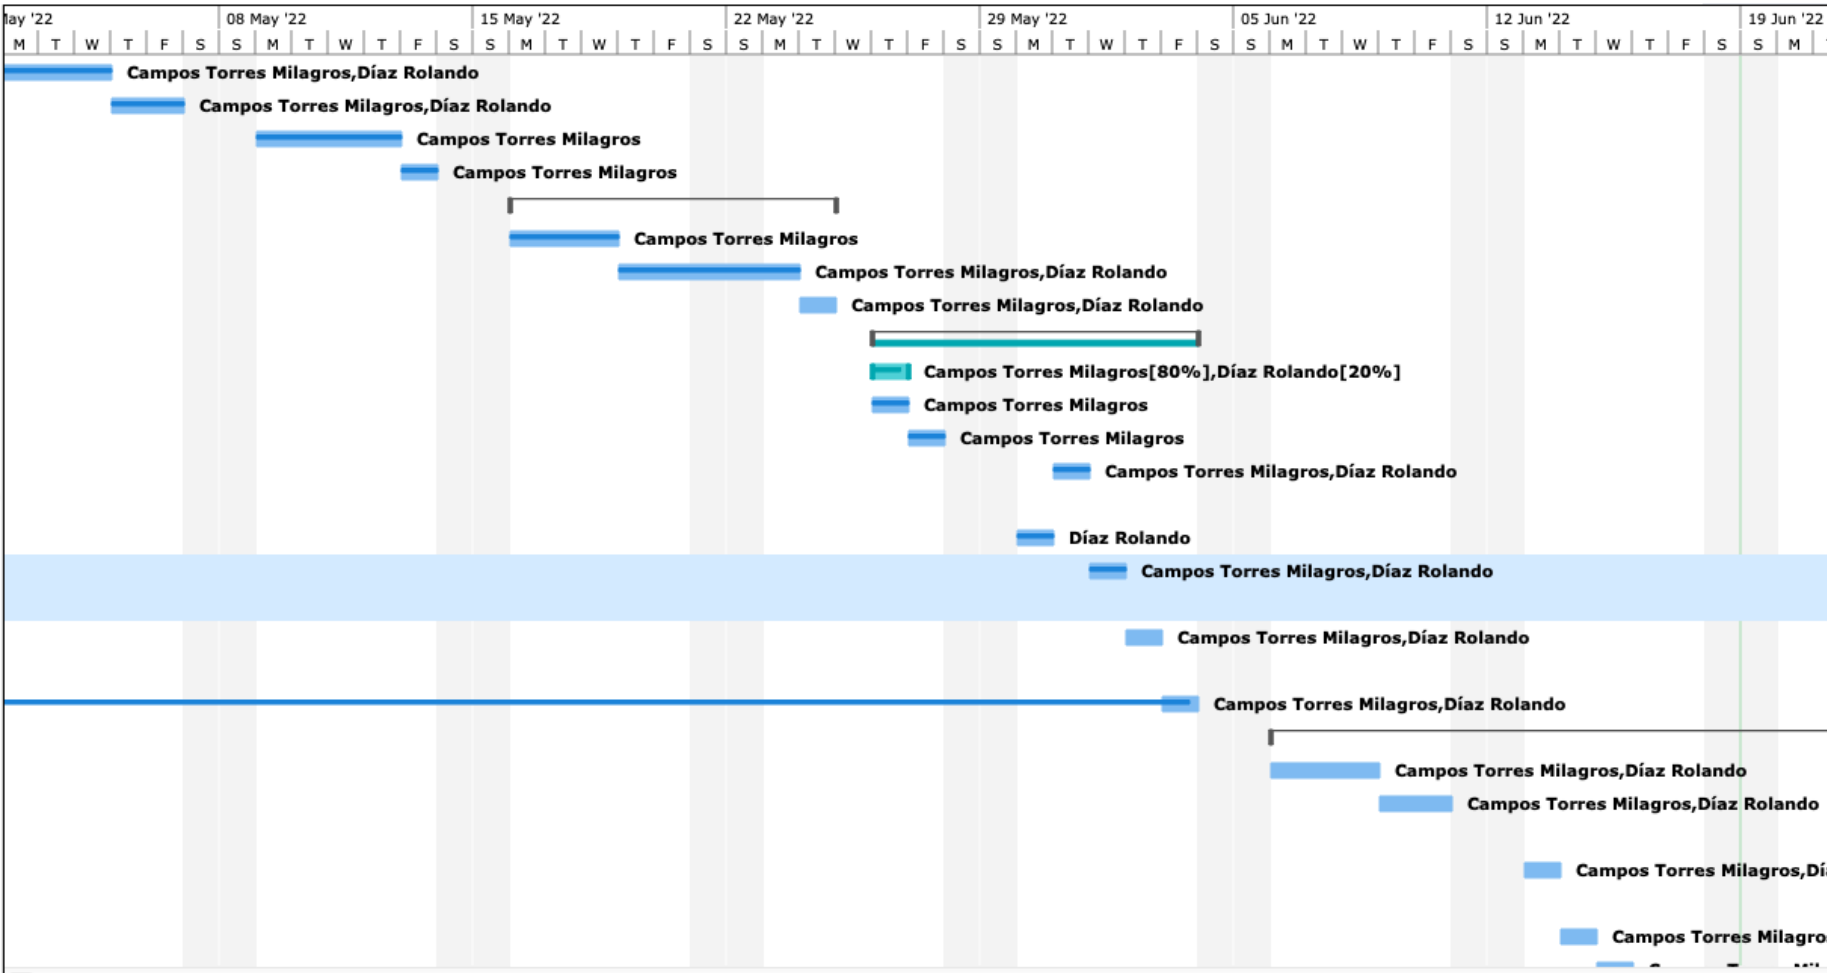 May '22 08 May '22 15 May '22 22 May '22 29 May '22 05 Jun '22 12 Jun '22 19 Jun '22
M T W T F S S M T W T F S S M T W T F S S M T W T F S S M T W T F S S M T W T F S S M T W T F S S M
Campos Torres Milagros,Díaz Rolando
Campos Torres Milagros,Díaz Rolando
Campos Torres Milagros
Campos Torres Milagros
Campos Torres Milagros
Campos Torres Milagros,Díaz Rolando
Campos Torres Milagros,Díaz Rolando
Campos Torres Milagros[80%],Díaz Rolando[20%]
Campos Torres Milagros
Campos Torres Milagros
Campos Torres Milagros,Díaz Rolando
Díaz Rolando
Campos Torres Milagros,Díaz Rolando
Campos Torres Milagros,Díaz Rolando
Campos Torres Milagros,Díaz Rolando
Campos Torres Milagros,Díaz Rolando
Campos Torres Milagros,Díaz Rolando
Campos Torres Milagros,Día
Campos Torres Milagro